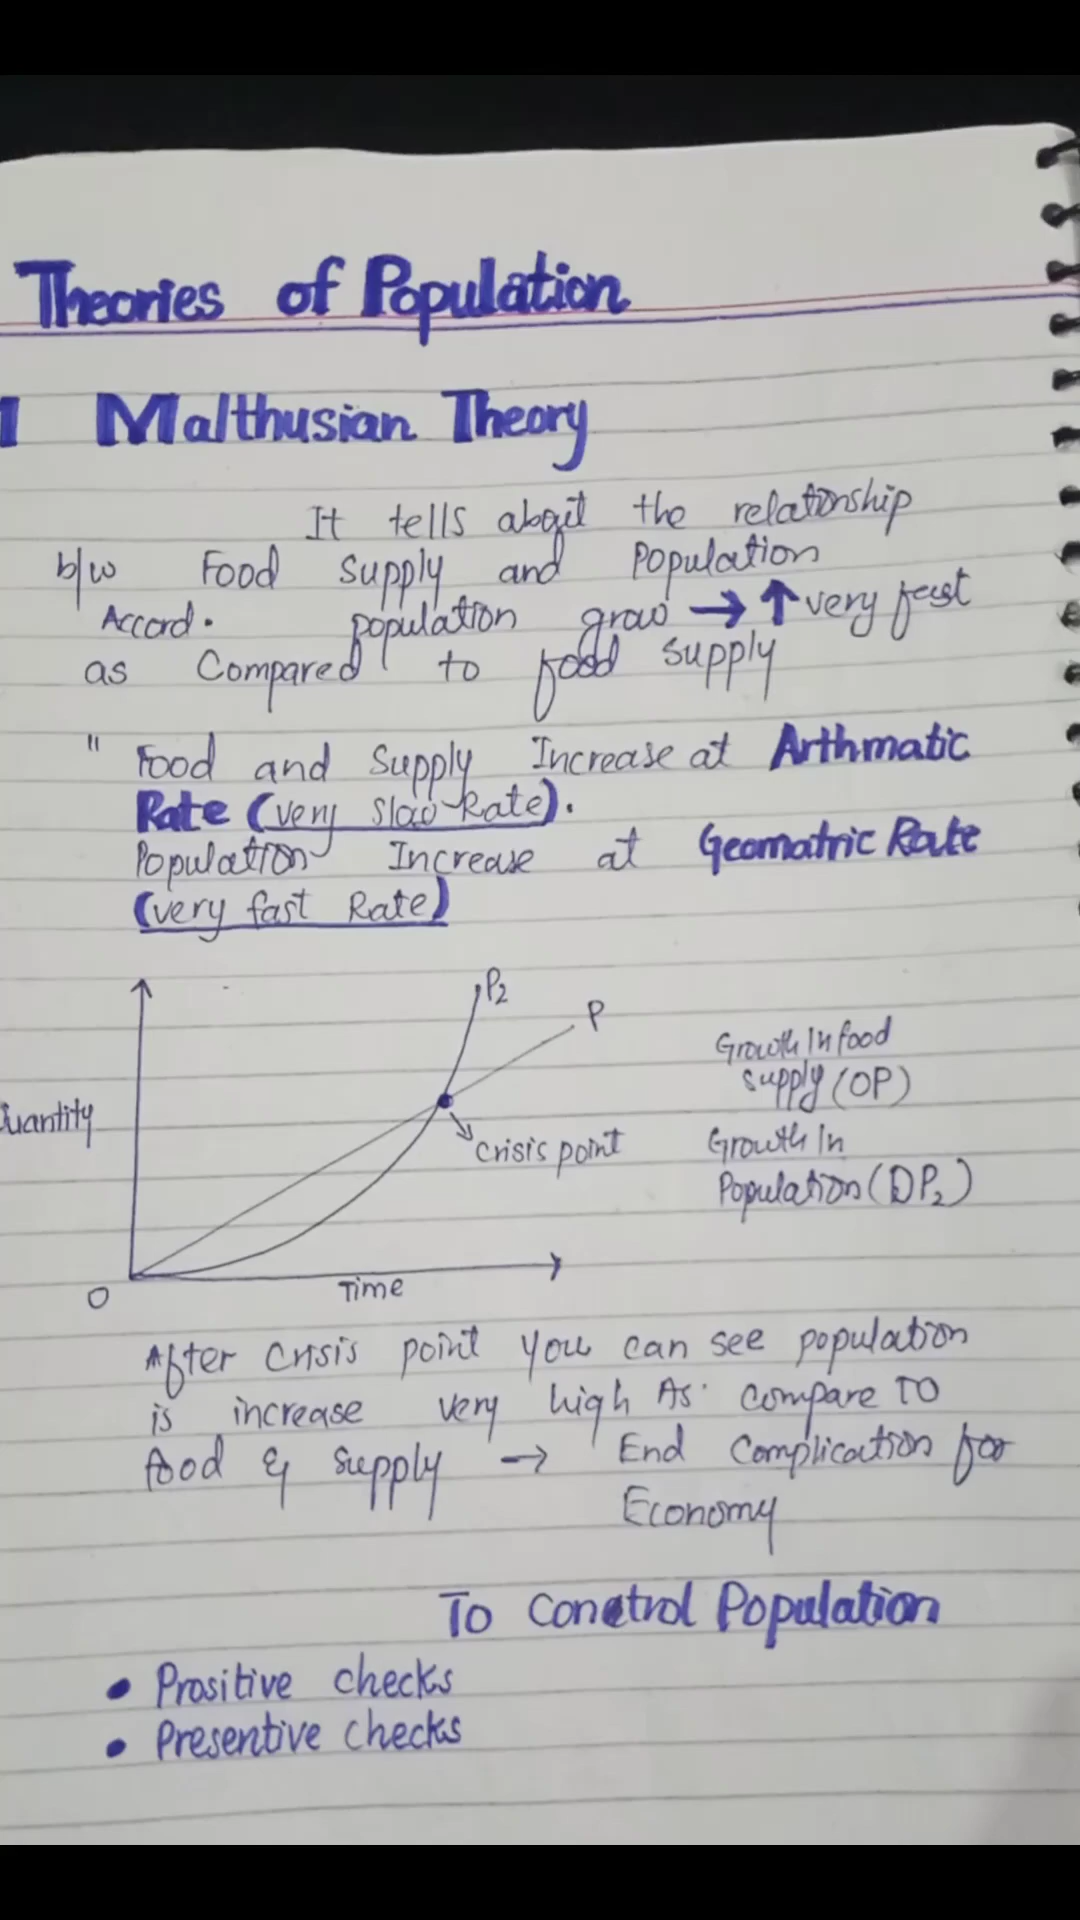 Theories of Population
1 Malthusian Theory
It tells about the relationship
b/w Food Supply and Population
Accord. population grow → ↑ very fast
as Compared to food supply
" Food and Supply Increase at Arthmatic
Rate (very slow Rate).
Population Increase at Geomatric Rate
(very fast Rate)
P2
P
Growth In food
supply (OP)
Quantity
Crisis point
Growth In
Population (DP2)
O
Time
After Crisis point you can see population
is increase very high As compare To
food & supply → End Complication for
Economy
To Conatrol Population
• Prositive checks
• Presentive checks